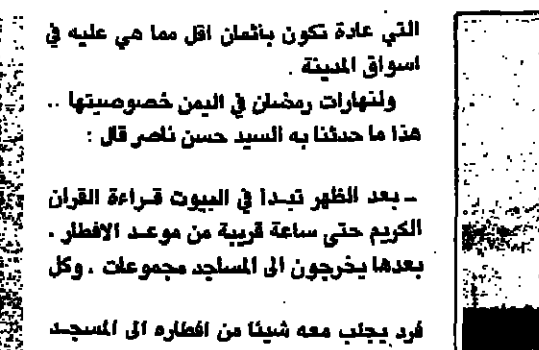 التي عادة تكون بأثمان اقل مما هي عليه في
اسواق المدينة .
ولنهارات رمضان في اليمن خصوصيتها ..
هذا ما حدثنا به السيد حسن ناصر قال :
ـ بعد الظهر تبدأ في البيوت قراءة القران
الكريم حتى ساعة قريبة من موعد الافطار .
بعدها يخرجون الى المساجد مجموعات . وكل
فرد يجلب معه شيئا من افطاره الى المسجد